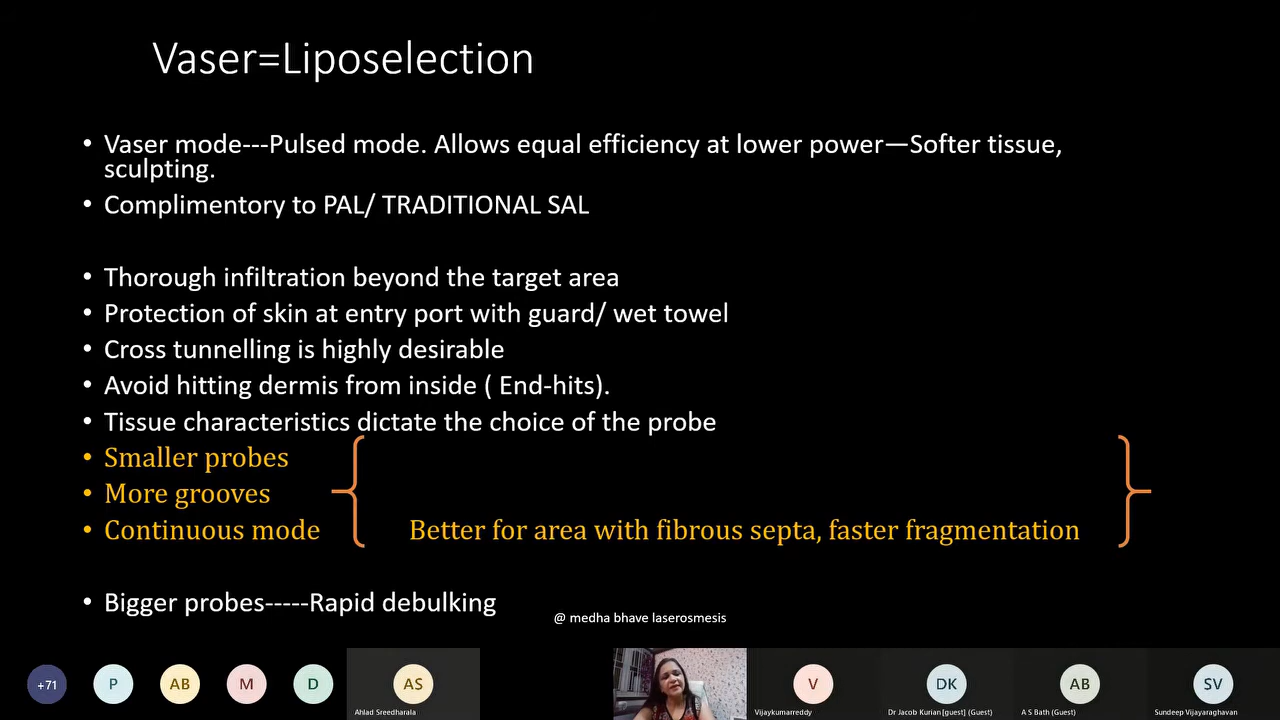 Vaser=Liposelection
• Vaser mode---Pulsed mode. Allows equal efficiency at lower power—Softer tissue,
sculpting.
• Complimentory to PAL/ TRADITIONAL SAL
• Thorough infiltration beyond the target area
• Protection of skin at entry port with guard/ wet towel
• Cross tunnelling is highly desirable
• Avoid hitting dermis from inside ( End-hits).
• Tissue characteristics dictate the choice of the probe
• Smaller probes
• More grooves
• Continuous mode
Better for area with fibrous septa, faster fragmentation
• Bigger probes-----Rapid debulking
@ medha bhave laserosmesis
+71
P
AB
M
D
AS
Ahlad Sreedharala
V
Vijaykumarreddy
DK
Dr Jacob Kurian[guest] (Guest)
AB
A S Bath (Guest)
SV
Sundeep Vijayaraghavan